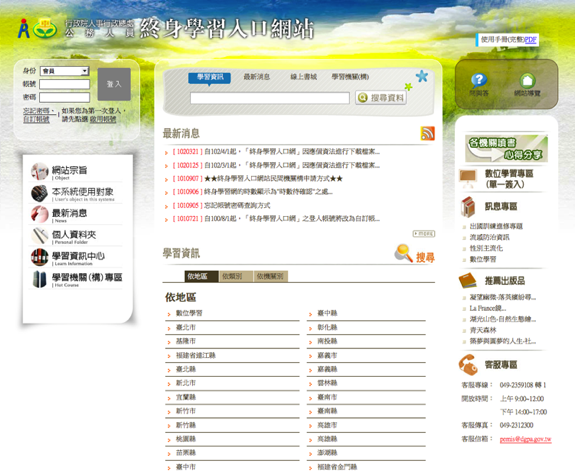 行政院人事行政總處
公務人員 終身學習入口網站
使用手冊(完整)PDF
身份 會員
帳號
密碼
登入
忘記密碼、
自訂帳號
如果您為第一次登入，
請先點選 啟用帳號
學習資訊 最新消息 線上書城 學習機關(構)
搜尋資料
問與答 網站導覽
網站宗旨
Object
本系統使用對象
User's object in this systems
最新消息
News
個人資料夾
Personal Folder
學習資訊中心
Learn Information
學習機關(構)專區
Hot Course
最新消息
[ 1020321 ] 自102/4/1起，「終身學習入口網」因應個資法進行下載檔案...
[ 1020125 ] 自102/5/1起，「終身學習入口網」因應個資法進行下載檔案...
[ 1010907 ] ★★終身學習入口網站民間機關構申請方式★★
[ 1010906 ] 終身學習網的時數顯示為"時數待確認"之處...
[ 1010905 ] 忘記帳號密碼查詢方式
[ 1010721 ] 自100/8/1起，「終身學習入口網」之登入帳號將改為自訂帳...
more
學習資訊
搜尋
依地區 依類別 依機關別
依地區
數位學習 臺中縣
臺北市 彰化縣
基隆市 南投縣
福建省連江縣 嘉義市
臺北縣 嘉義縣
新北市 雲林縣
宜蘭縣 臺南市
新竹市 臺南縣
新竹縣 高雄市
桃園縣 高雄縣
苗栗縣 澎湖縣
臺中市 福建省金門縣
各機關讀書
心得分享
數位學習專區
(單一簽入)
訊息專區
出國訓練進修專題
流感防治資訊
性別主流化
數位學習
推薦出版品
凝望幽微-落英繽紛尋...
La France鏡...
湖光山色-自然生態繪...
青天森林
築夢與圓夢的人生-社...
客服專區
客服專線： 049-2359108 轉 1
開放時間： 上午 9:00~12:00
下午 14:00~17:00
客服傳真： 049-2312300
客服信箱： pemis@dgpa.gov.tw